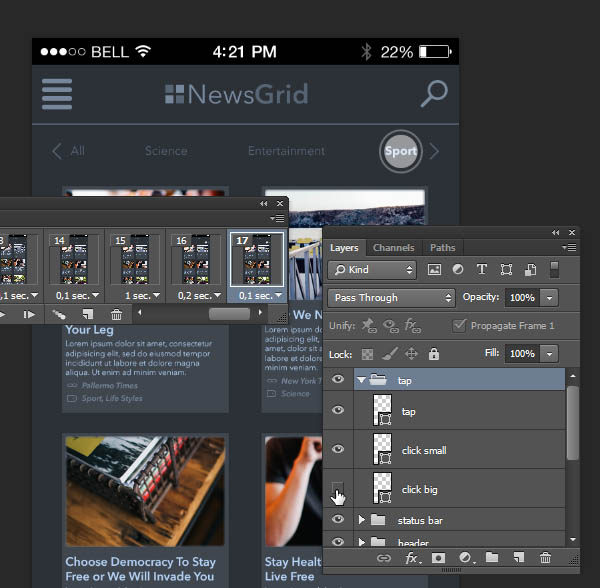 BELL 4:21 PM 22%
NewsGrid
All Science Entertainment Sport
14 15 16 17
0,1 sec. 1 sec. 0,2 sec. 0,1 sec.
Layers Channels Paths
Kind
Pass Through Opacity: 100%
Unify: Propagate Frame 1
Lock: Fill: 100%
tap
tap
click small
click big
status bar
header
Your Leg
Lorem ipsum dolor sit amet, consectetur
adipisicing elit, sed do eiusmod tempor
incididunt ut labore et dolore magna
aliqua. Ut enim ad minim veniam.
Pallermo Times
Sport, Life Styles
We N
New York T
Science
Choose Democracy To Stay
Free or We Will Invade You
Stay Heal
Live Free